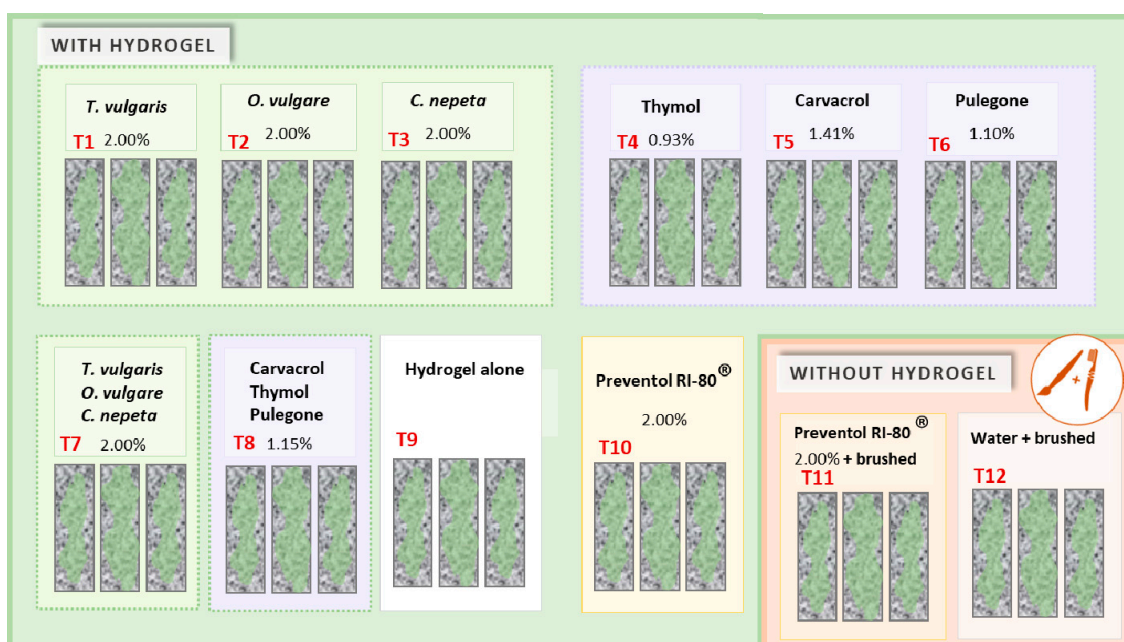 WITH HYDROGEL
T. vulgaris
T1 2.00%
O. vulgare
T2 2.00%
C. nepeta
T3 2.00%
Thymol
T4 0.93%
Carvacrol
T5 1.41%
Pulegone
T6 1.10%
T. vulgaris
O. vulgare
C. nepeta
T7 2.00%
Carvacrol
Thymol
Pulegone
T8 1.15%
Hydrogel alone
T9
Preventol RI-80®
2.00%
T10
WITHOUT HYDROGEL
+
Preventol RI-80 ®
2.00% + brushed
T11
Water + brushed
T12